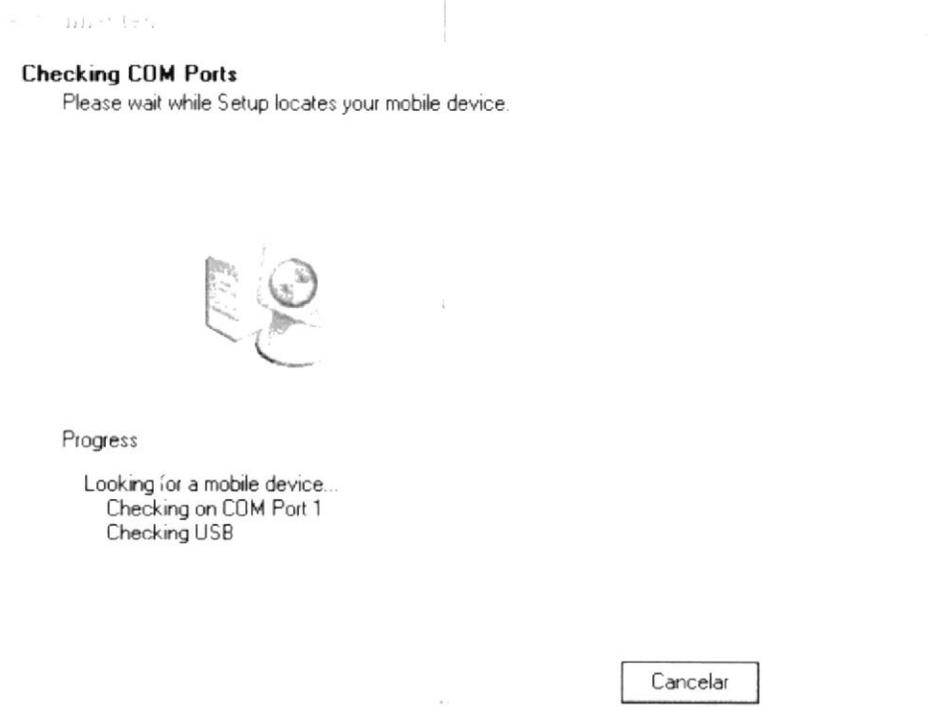 Checking COM Ports
Please wait while Setup locates your mobile device.
Progress
Looking for a mobile device...
Checking on COM Port 1
Checking USB
Cancelar